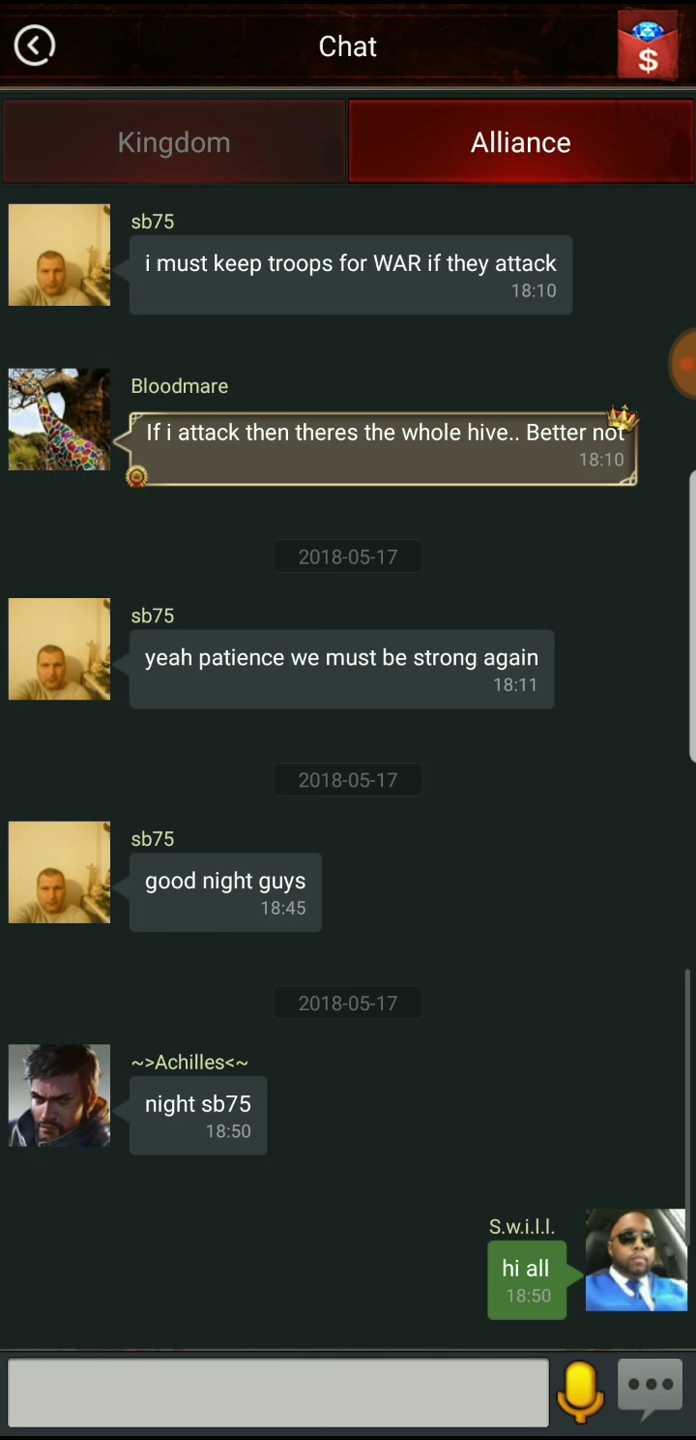 Chat
$
Kingdom
Alliance
sb75
i must keep troops for WAR if they attack
18:10
Bloodmare
If i attack then theres the whole hive.. Better not
18:10
2018-05-17
sb75
yeah patience we must be strong again
18:11
2018-05-17
sb75
good night guys
18:45
2018-05-17
~>Achilles<~
night sb75
18:50
S.w.i.l.l.
hi all
18:50